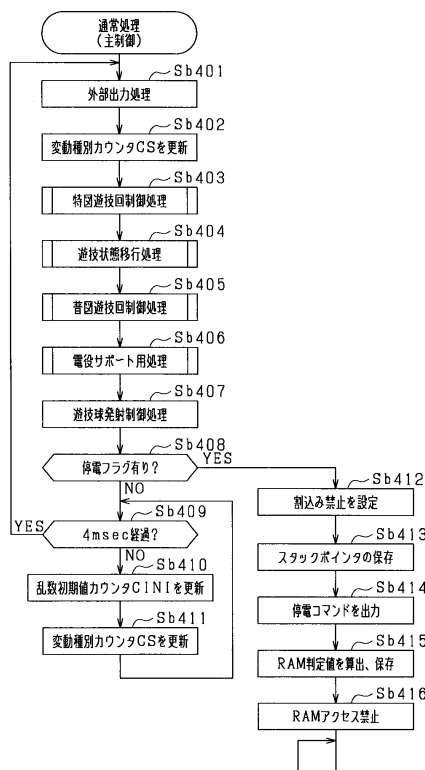 通常処理
(主制御)
Sb401
外部出力処理
Sb402
変動種別カウンタCSを更新
Sb403
特図遊技回制御処理
Sb404
遊技状態移行処理
Sb405
普図遊技回制御処理
Sb406
電役サポート用処理
Sb407
遊技球発射制御処理
Sb408
停電フラグ有り?
YES
NO
Sb409
YES
4msec経過?
NO
Sb410
乱数初期値カウンタCINIを更新
Sb411
変動種別カウンタCSを更新
Sb412
割込み禁止を設定
Sb413
スタックポインタの保存
Sb414
停電コマンドを出力
Sb415
RAM判定値を算出、保存
Sb416
RAMアクセス禁止